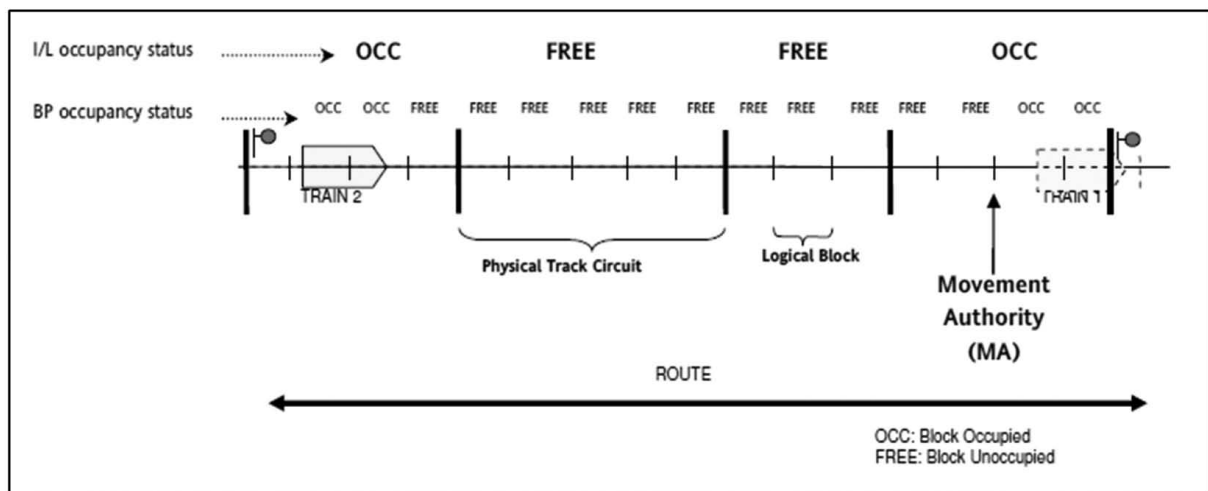 I/L occupancy status OCC FREE FREE OCC
BP occupancy status OCC OCC FREE FREE FREE FREE FREE FREE FREE FREE FREE FREE FREE OCC OCC
TRAIN 2 TRAIN 1
Physical Track Circuit Logical Block
Movement
Authority
(MA)
ROUTE
OCC: Block Occupied
FREE: Block Unoccupied